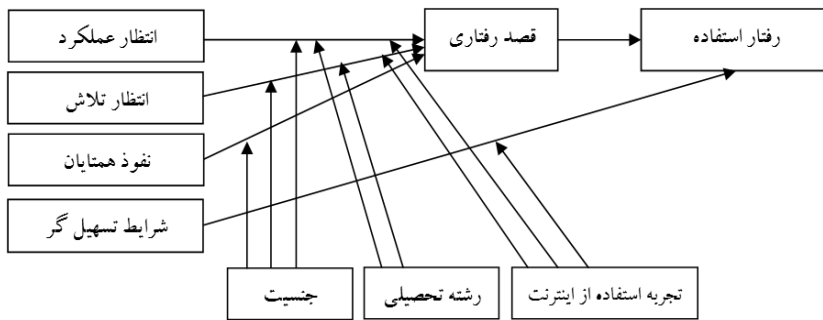 انتظار عملکرد
قصد رفتاری
رفتار استفاده
انتظار تلاش
نفوذ همتایان
شرایط تسهیل گر
جنسیت
رشته تحصیلی
تجربه استفاده از اینترنت